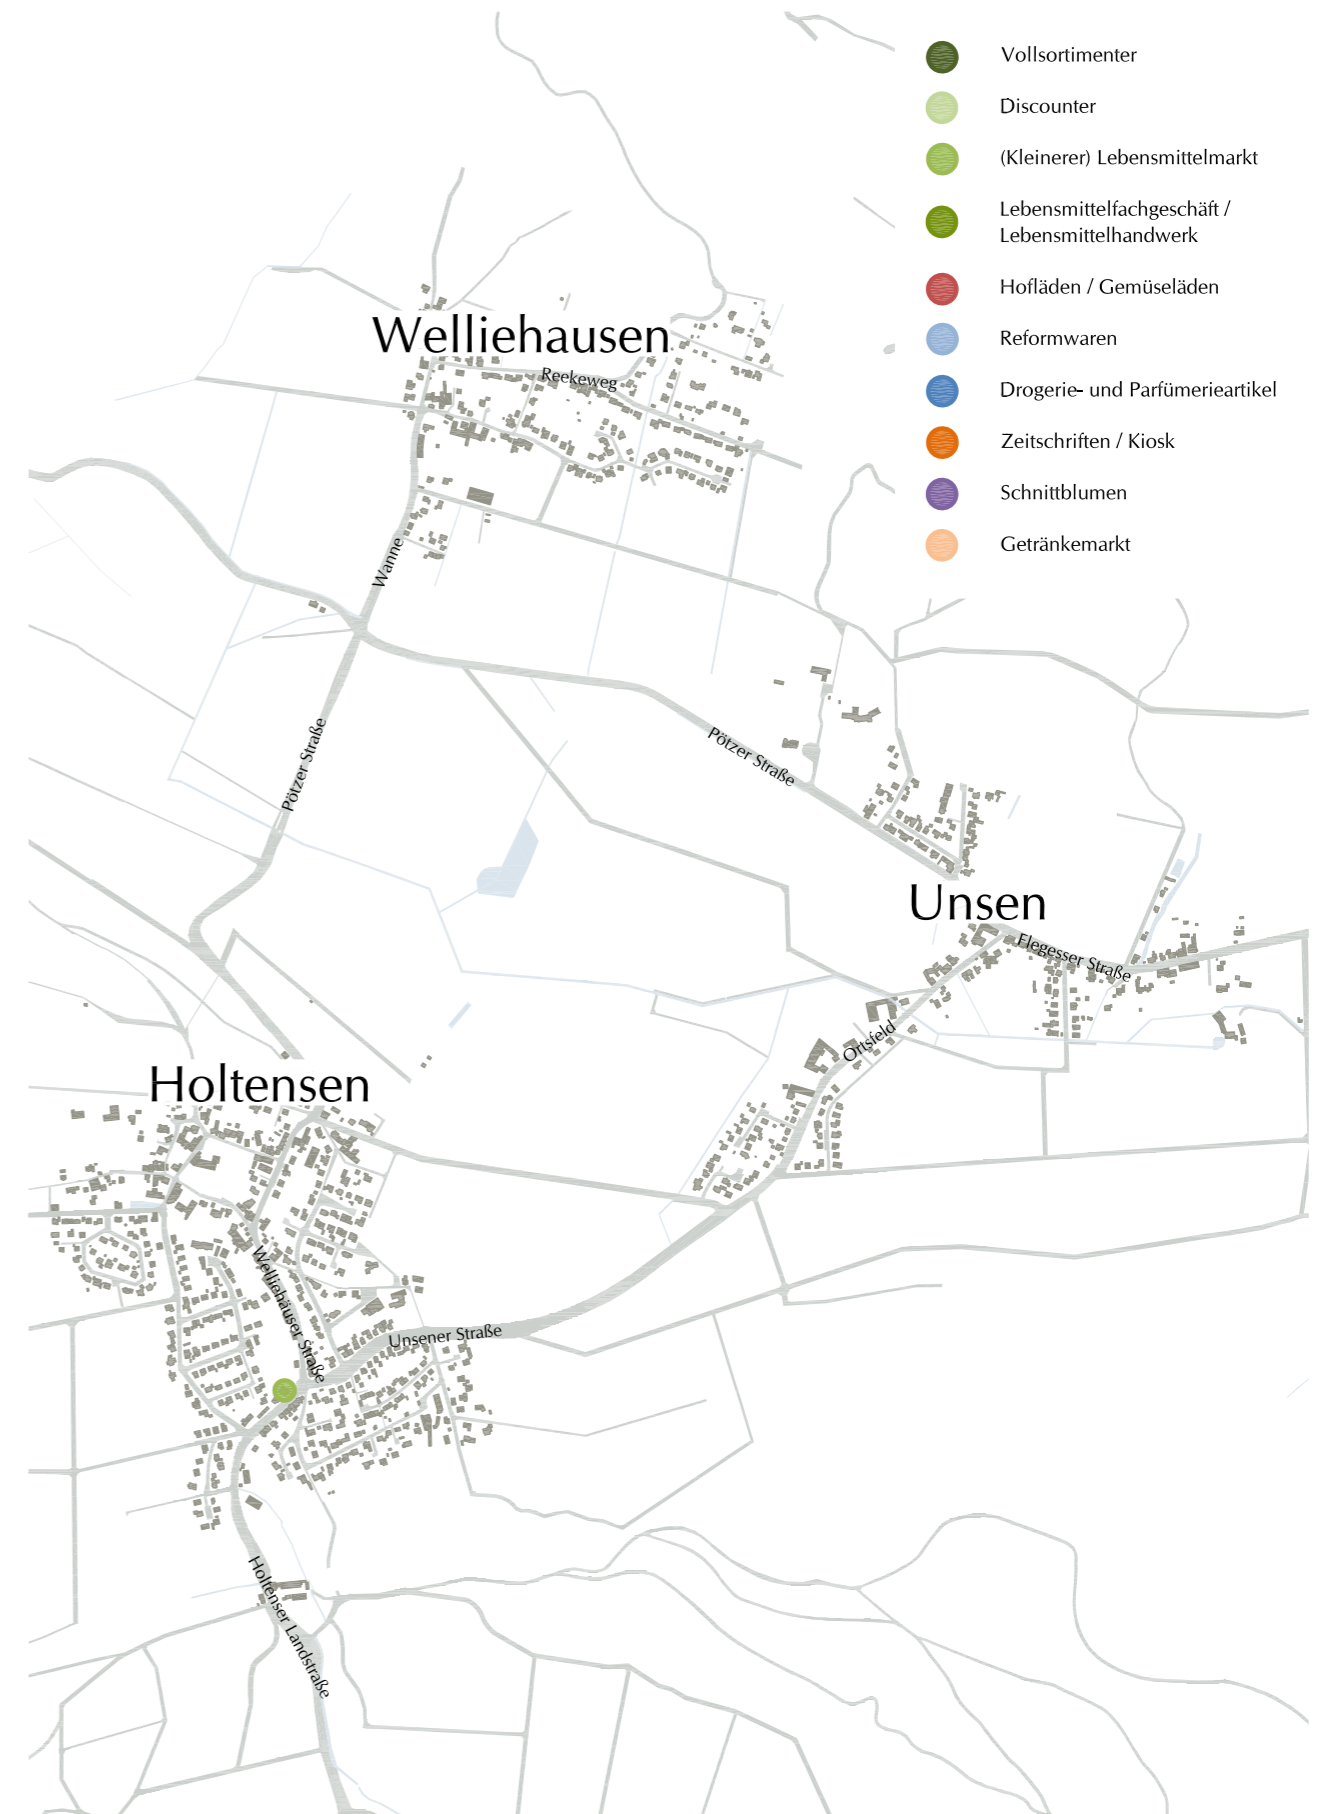 Vollsortimenter
Discounter
(Kleinerer) Lebensmittelmarkt
Lebensmittelfachgeschäft /
Lebensmittelhandwerk
Hofläden / Gemüseläden
Reformwaren
Drogerie- und Parfümerieartikel
Zeitschriften / Kiosk
Schnittblumen
Getränkemarkt
Welliehausen
Reekeweg
Wanne
Pötzer Straße
Pötzer Straße
Unsen
Flegesser Straße
Ortsfeld
Holtensen
Welliehäuser Straße
Unsener Straße
Holtenser Landstraße